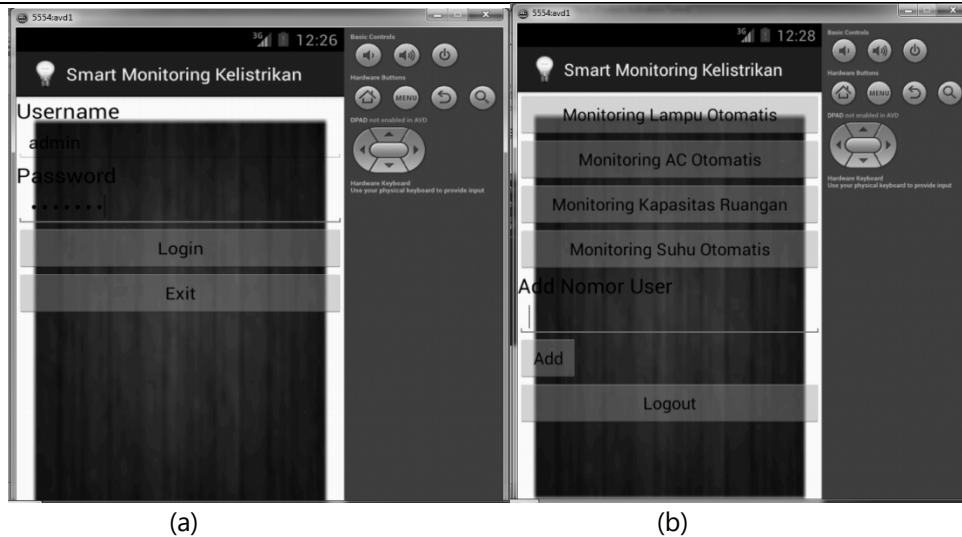 5554:avd1
3G 12:26
Smart Monitoring Kelistrikan
Username
admin
Password
•••••••
Login
Exit
Basic Controls
Hardware Buttons
MENU
DPAD not enabled in AVD
Hardware Keyboard
Use your physical keyboard to provide input
(a)
5554:avd1
3G 12:28
Smart Monitoring Kelistrikan
Monitoring Lampu Otomatis
Monitoring AC Otomatis
Monitoring Kapasitas Ruangan
Monitoring Suhu Otomatis
Add Nomor User
Add
Logout
Basic Controls
Hardware Buttons
MENU
DPAD not enabled in AVD
Hardware Keyboard
Use your physical keyboard to provide input
(b)